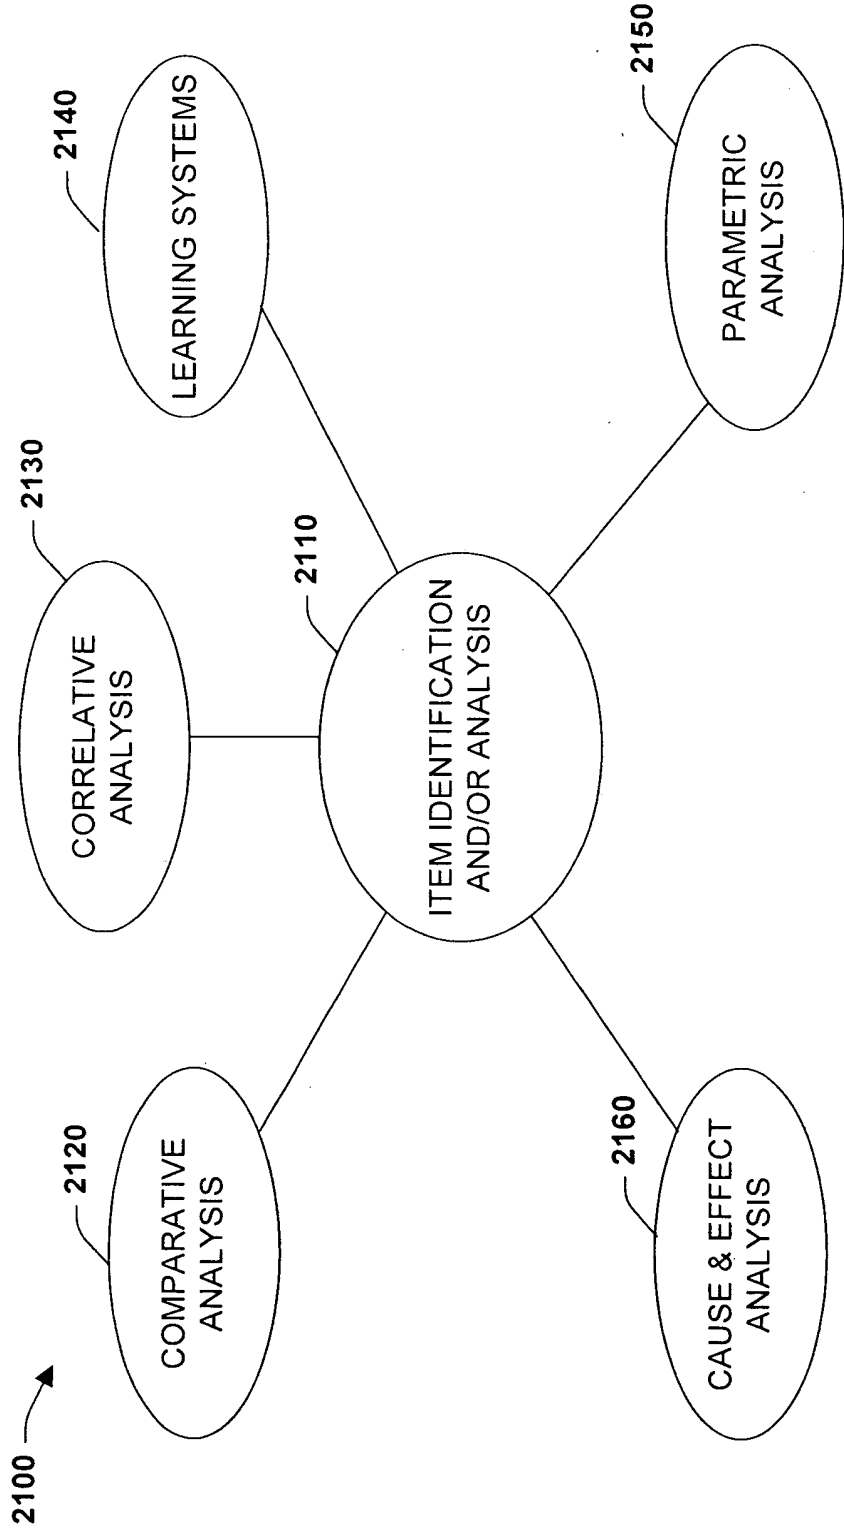 2100
2120
COMPARATIVE
ANALYSIS
2130
CORRELATIVE
ANALYSIS
2140
LEARNING SYSTEMS
2110
ITEM IDENTIFICATION
AND/OR ANALYSIS
2160
CAUSE & EFFECT
ANALYSIS
2150
PARAMETRIC
ANALYSIS